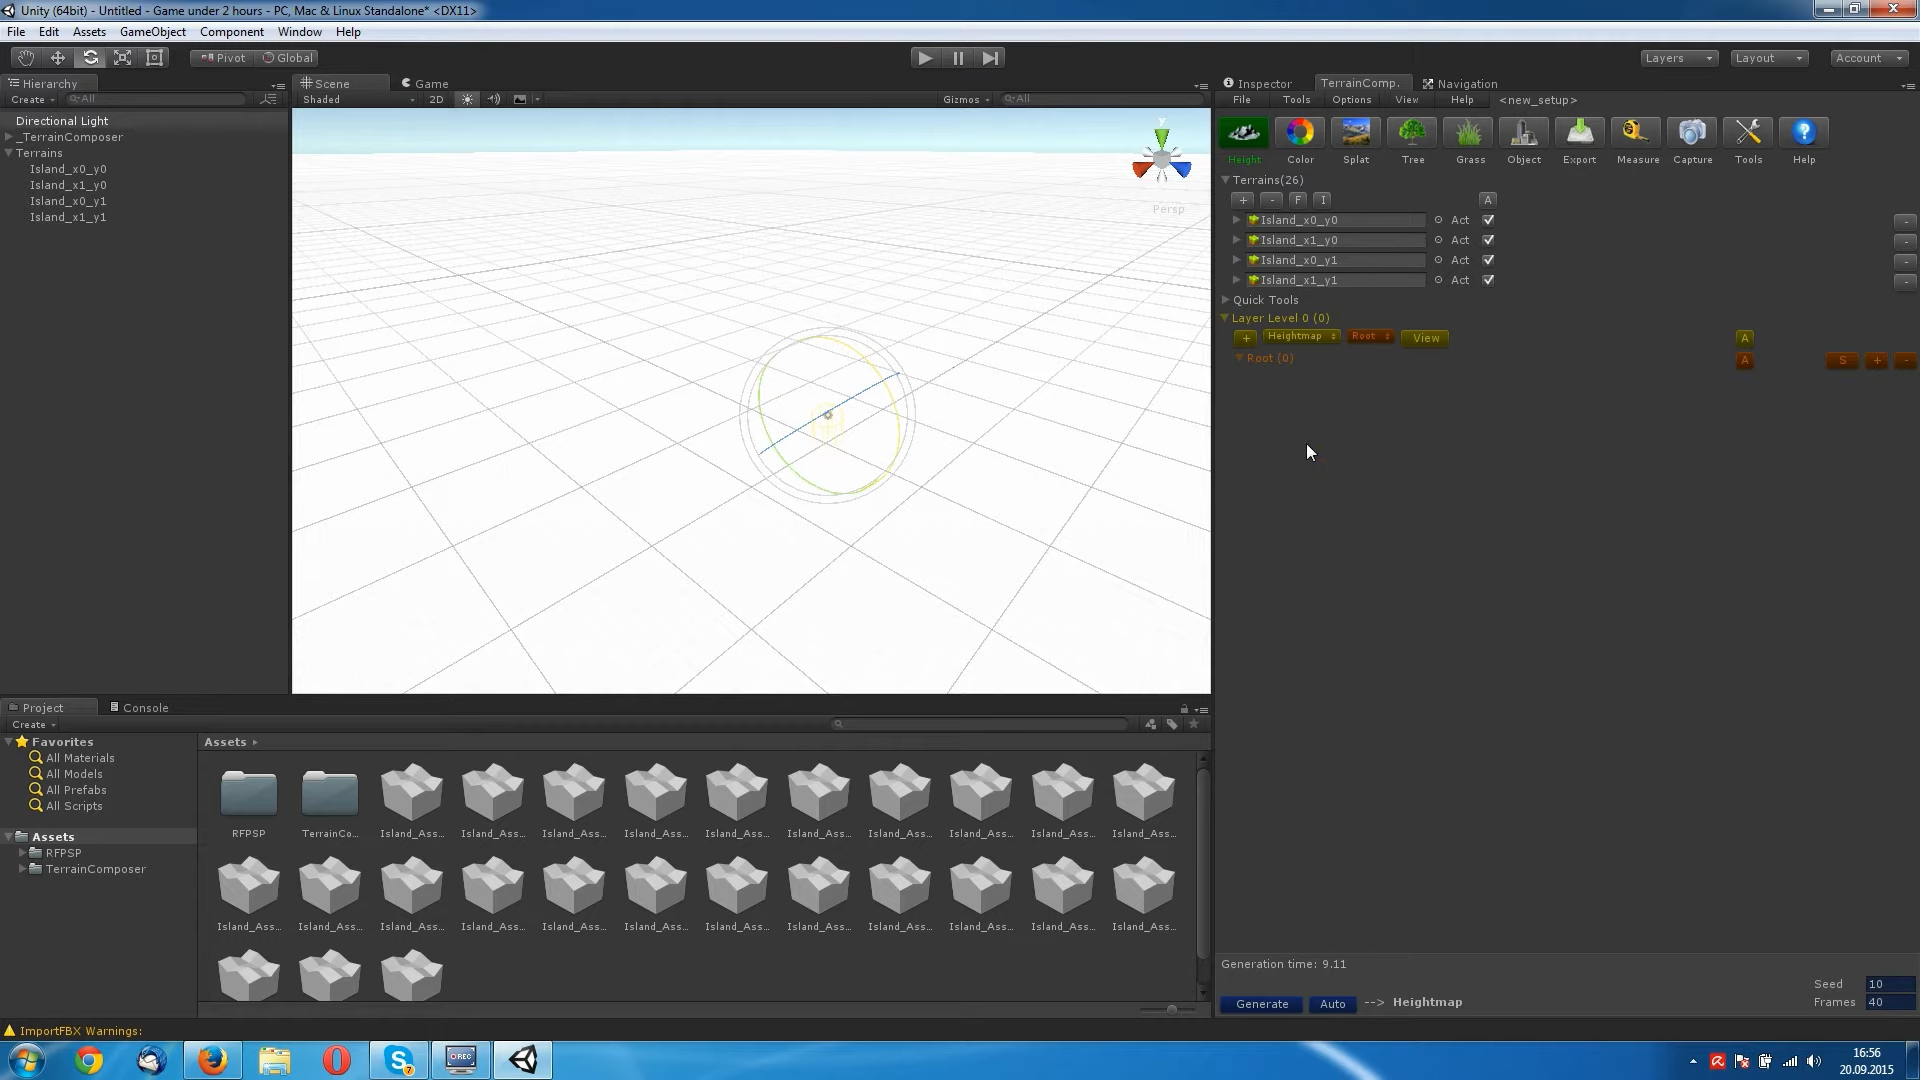 Unity (64bit) - Untitled - Game under 2 hours - PC, Mac & Linux Standalone* <DX11>
File Edit Assets GameObject Component Window Help
Pivot Global Layers Layout Account
Hierarchy
Create All
Directional Light
_TerrainComposer
Terrains
Island_x0_y0
Island_x1_y0
Island_x0_y1
Island_x1_y1
Scene Game
Shaded 2D Gizmos All
y
Persp
Inspector TerrainComp. Navigation
File Tools Options View Help <new_setup>
Height Color Splat Tree Grass Object Export Measure Capture Tools Help
Terrains(26)
+ - F I A
Island_x0_y0 Act -
Island_x1_y0 Act -
Island_x0_y1 Act -
Island_x1_y1 Act -
Quick Tools
Layer Level 0 (0)
+ Heightmap Root View A
Root (0) A S + -
Generation time: 9.11
Seed 10
Generate Auto --> Heightmap Frames 40
Project Console
Create
Favorites
All Materials
All Models
All Prefabs
All Scripts
Assets
RFPSP
TerrainComposer
Assets
RFPSP TerrainCo... Island_Ass... Island_Ass... Island_Ass... Island_Ass... Island_Ass... Island_Ass... Island_Ass... Island_Ass... Island_Ass... Island_Ass...
Island_Ass... Island_Ass... Island_Ass... Island_Ass... Island_Ass... Island_Ass... Island_Ass... Island_Ass... Island_Ass... Island_Ass... Island_Ass... Island_Ass...
ImportFBX Warnings:
REC
7
16:56
20.09.2015